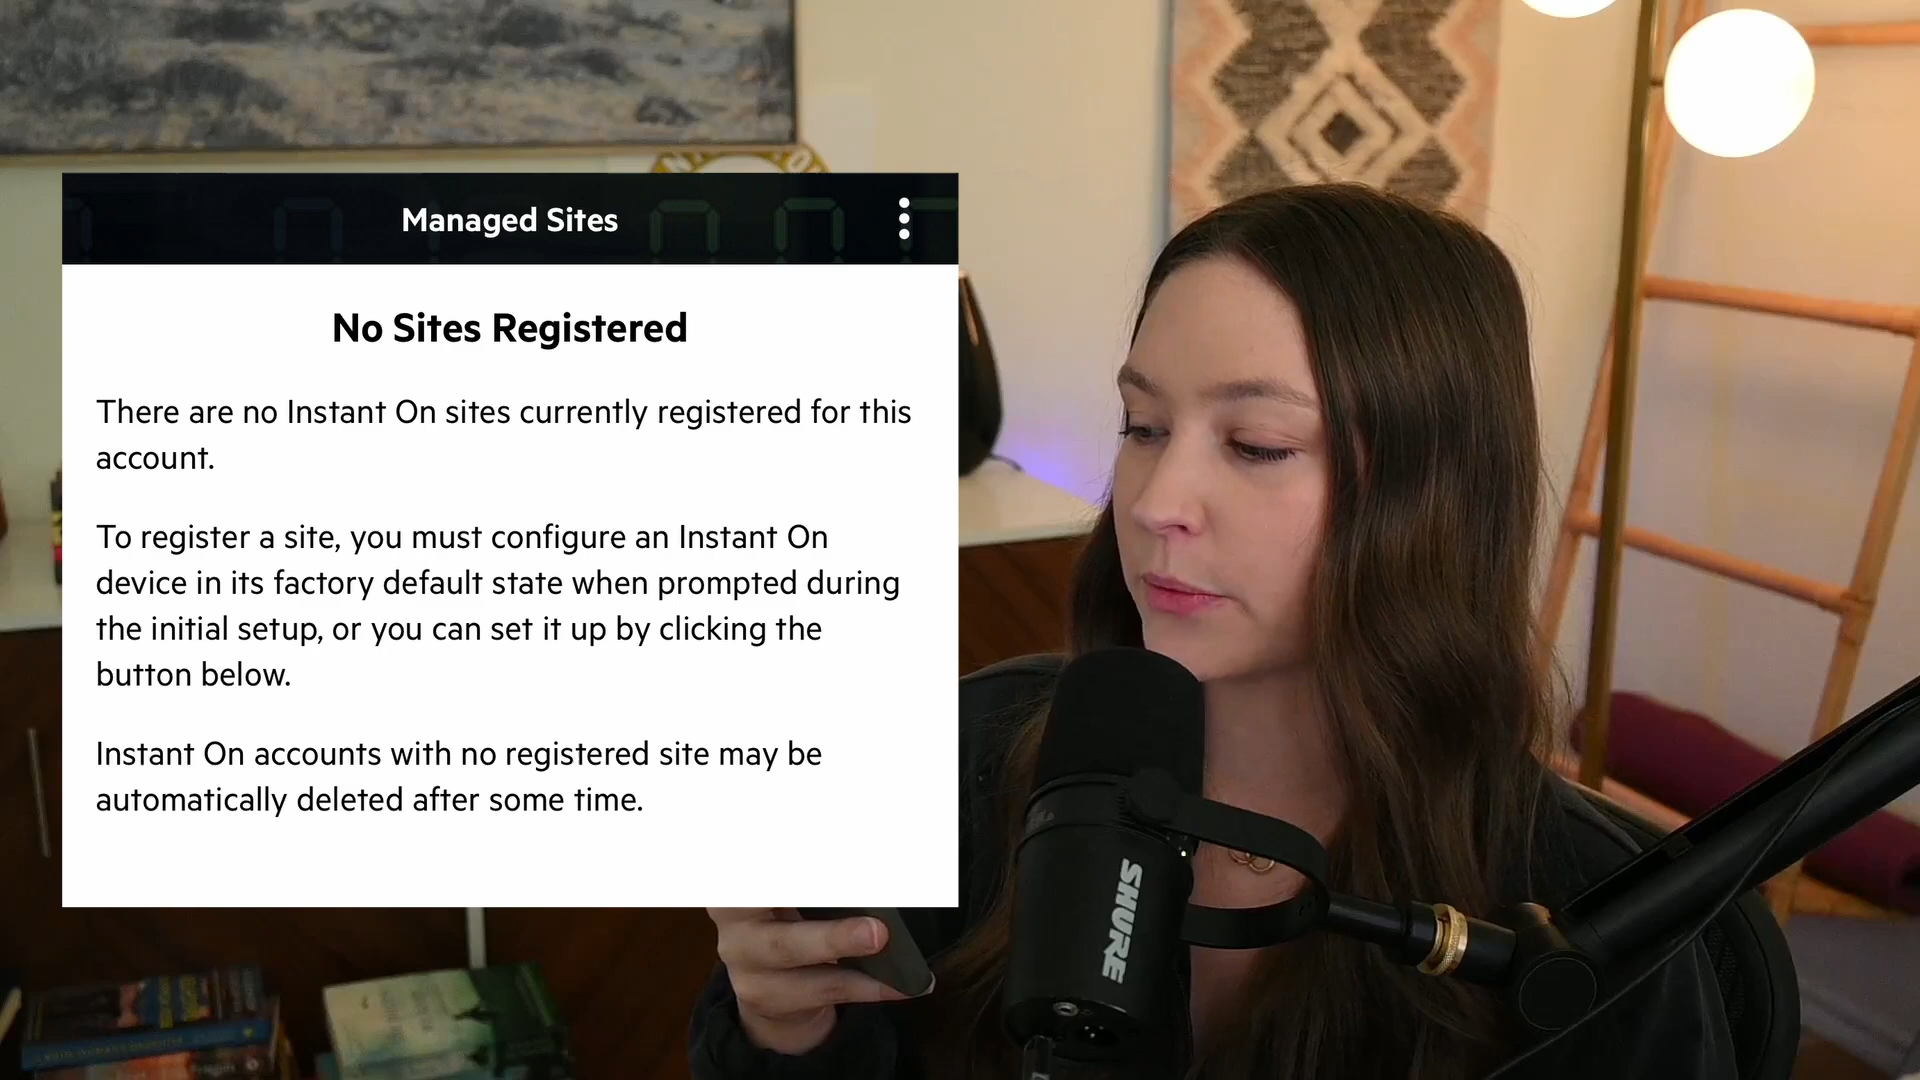 Managed Sites
No Sites Registered
There are no Instant On sites currently registered for this
account.
To register a site, you must configure an Instant On
device in its factory default state when prompted during
the initial setup, or you can set it up by clicking the
button below.
Instant On accounts with no registered site may be
automatically deleted after some time.
SHURE